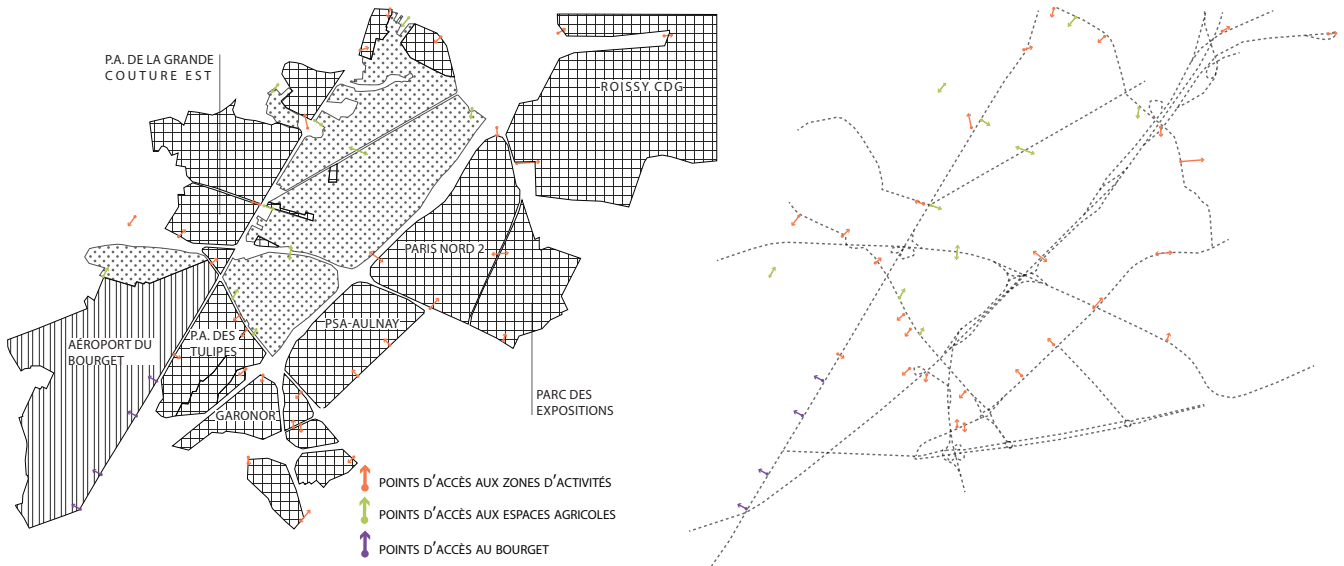 P.A. DE LA GRANDE
COUTURE EST
ROISSY CDG
PARIS NORD 2
PSA-AULNAY
P.A. DES
TULIPES
AÉROPORT DU
BOURGET
GARONOR
PARC DES
EXPOSITIONS
POINTS D'ACCÈS AUX ZONES D'ACTIVITÉS
POINTS D'ACCÈS AUX ESPACES AGRICOLES
POINTS D'ACCÈS AU BOURGET